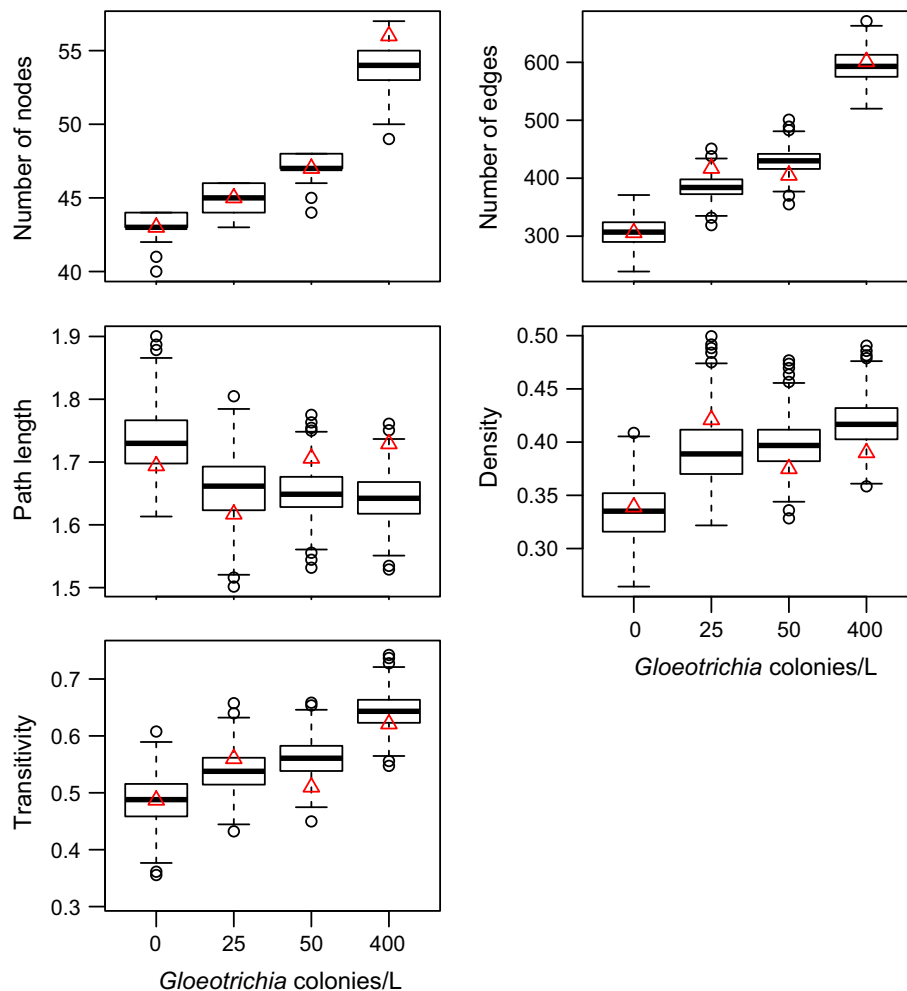 Number of nodes
55
50
45
40
Number of edges
600
500
400
300
Path length
1.9
1.8
1.7
1.6
1.5
Density
0.50
0.45
0.40
0.35
0.30
0 25 50 400
Gloeotrichia colonies/L
Transitivity
0.7
0.6
0.5
0.4
0.3
0 25 50 400
Gloeotrichia colonies/L